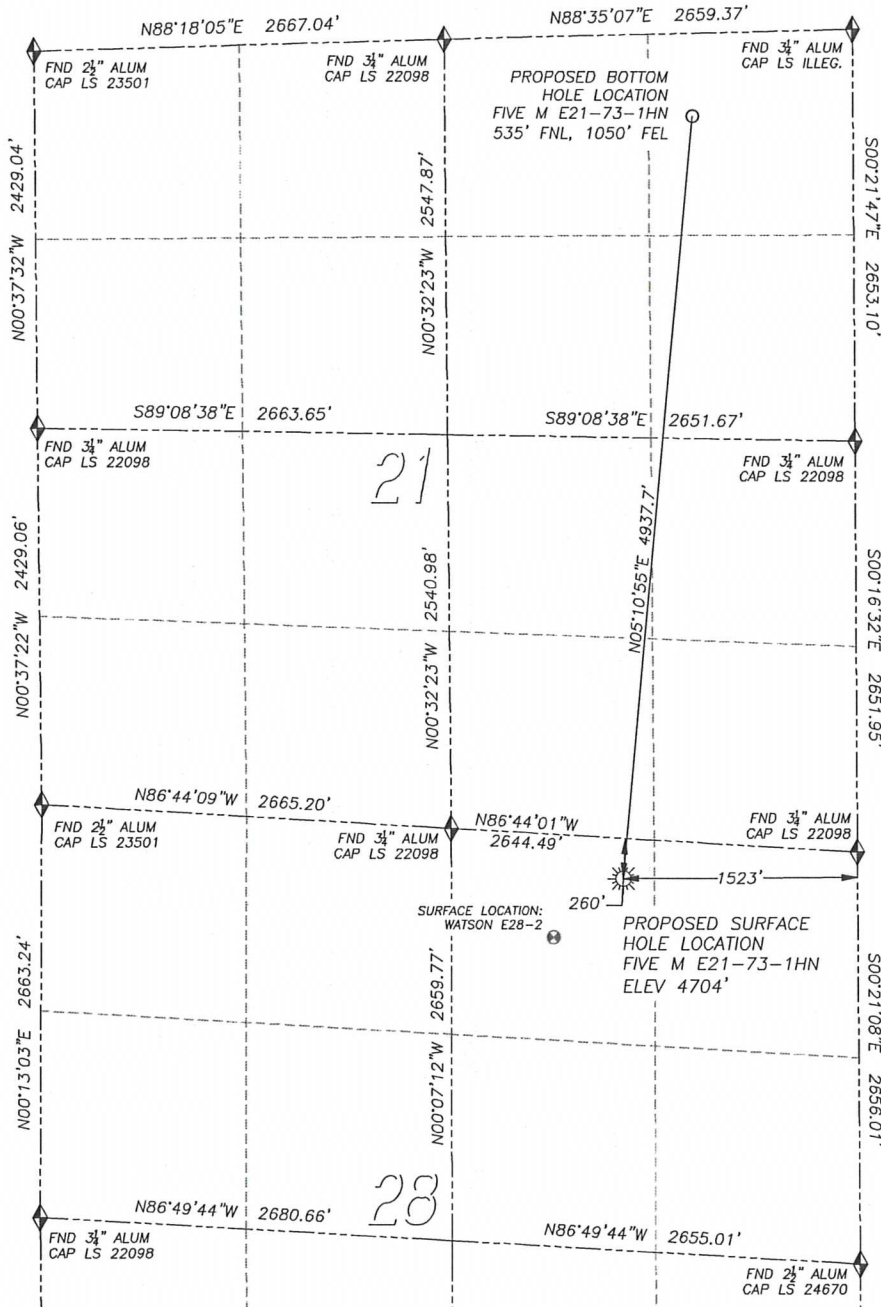 N88°18'05"E 2667.04'
N88°35'07"E 2659.37'
FND 2½" ALUM
CAP LS 23501
FND 3¼" ALUM
CAP LS 22098
FND 3¼" ALUM
CAP LS ILLEG.
PROPOSED BOTTOM
HOLE LOCATION
FIVE M E21-73-1HN
535' FNL, 1050' FEL
N00°37'32"W 2429.04'
N00°32'23"W 2547.87'
S00°21'47"E 2653.10'
S89°08'38"E 2663.65'
S89°08'38"E 2651.67'
FND 3¼" ALUM
CAP LS 22098
21
FND 3¼" ALUM
CAP LS 22098
N05°10'55"E 4937.7'
N00°37'22"W 2429.06'
N00°32'23"W 2540.98'
S00°16'32"E 2651.95'
N86°44'09"W 2665.20'
N86°44'01"W
2644.49'
FND 2½" ALUM
CAP LS 23501
FND 3¼" ALUM
CAP LS 22098
FND 3¼" ALUM
CAP LS 22098
1523'
260'
SURFACE LOCATION:
WATSON E28-2
PROPOSED SURFACE
HOLE LOCATION
FIVE M E21-73-1HN
ELEV 4704'
N00°13'03"E 2663.24'
N00°07'12"W 2659.77'
S00°21'08"E 2656.01'
28
N86°49'44"W 2680.66'
N86°49'44"W 2655.01'
FND 3¼" ALUM
CAP LS 22098
FND 2½" ALUM
CAP LS 24670